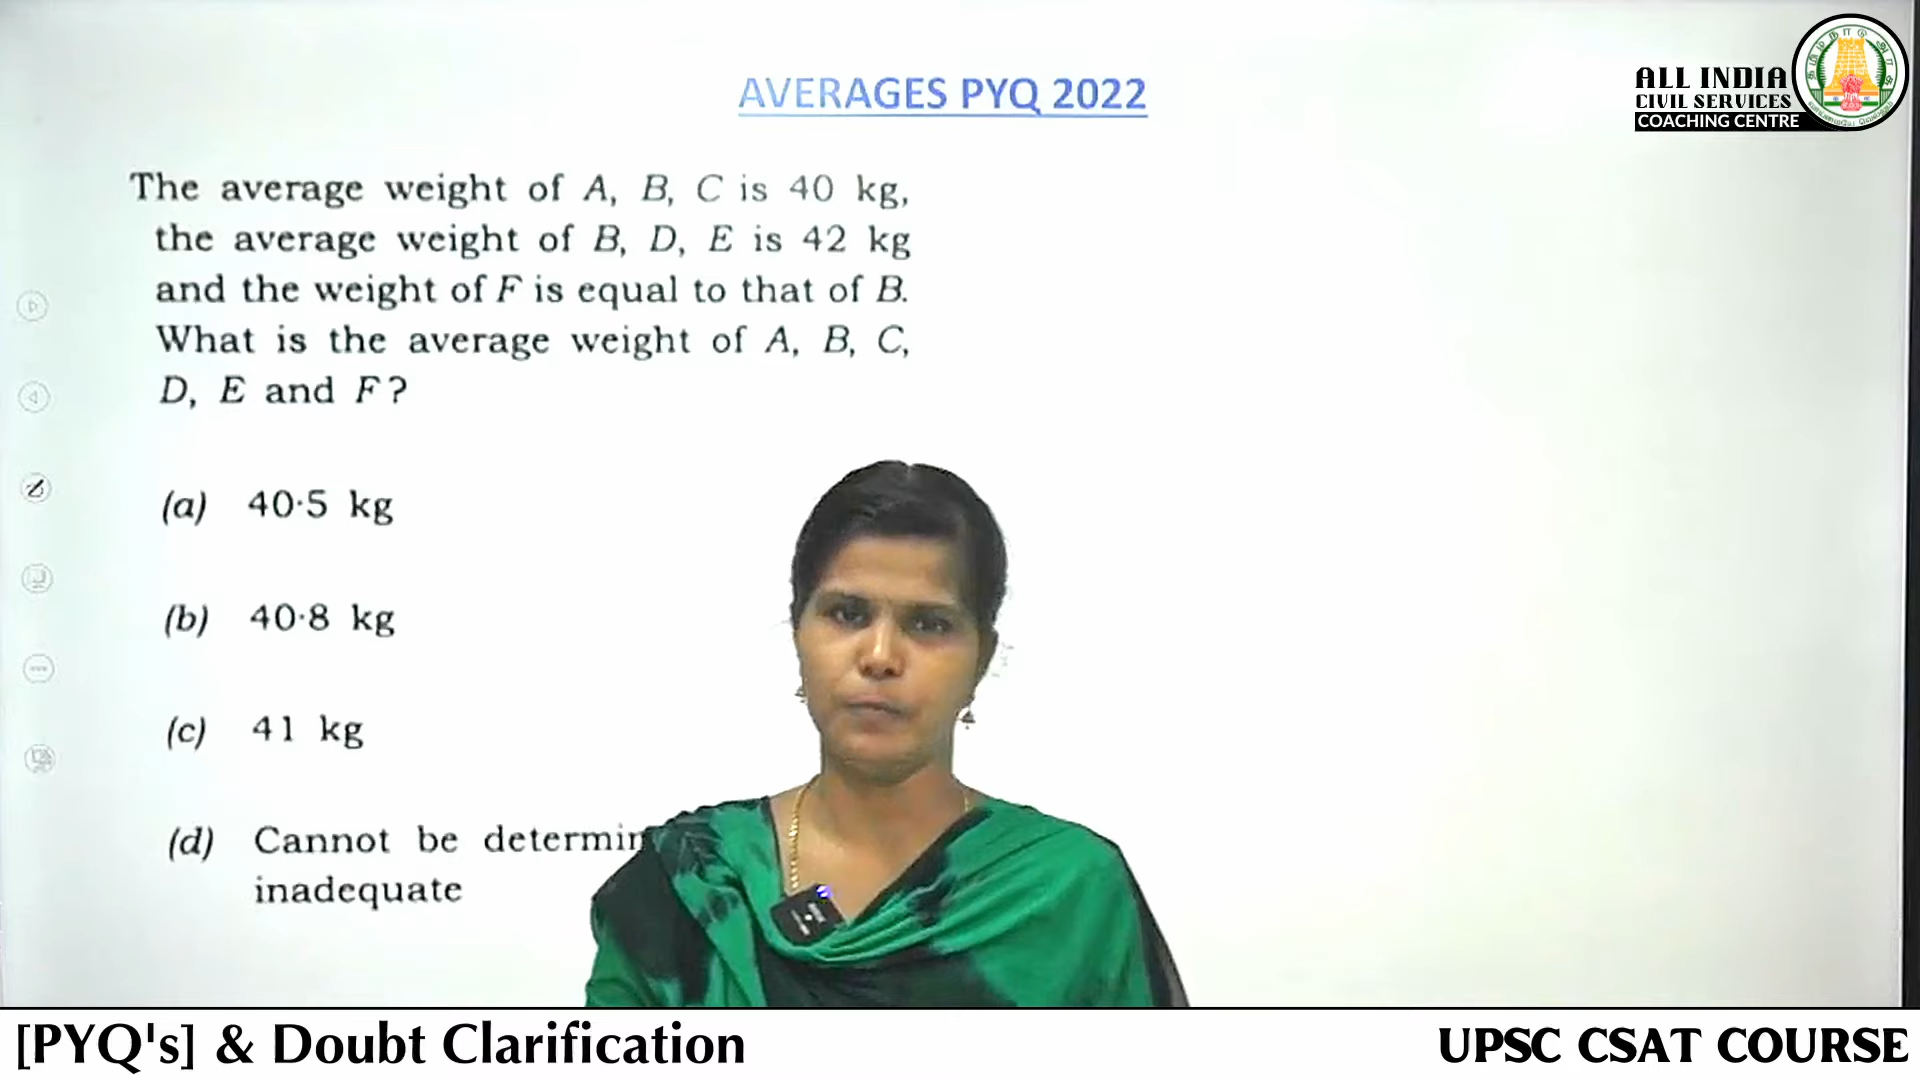 AVERAGES PYQ 2022
ALL INDIA
CIVIL SERVICES
COACHING CENTRE
The average weight of A, B, C is 40 kg,
the average weight of B, D, E is 42 kg
and the weight of F is equal to that of B.
What is the average weight of A, B, C,
D, E and F?
(a) 40·5 kg
(b) 40·8 kg
(c) 41 kg
(d) Cannot be determin
inadequate
[PYQ's] & Doubt Clarification
UPSC CSAT COURSE